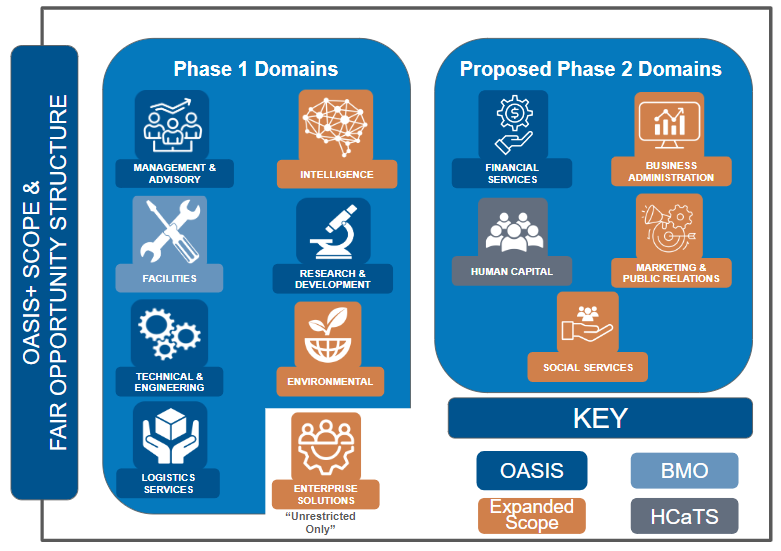 OASIS+ SCOPE &
FAIR OPPORTUNITY STRUCTURE
Phase 1 Domains
MANAGEMENT &
ADVISORY
INTELLIGENCE
FACILITIES
RESEARCH &
DEVELOPMENT
TECHNICAL &
ENGINEERING
ENVIRONMENTAL
LOGISTICS
SERVICES
ENTERPRISE
SOLUTIONS
“Unrestricted
Only”
Proposed Phase 2 Domains
$
FINANCIAL
SERVICES
BUSINESS
ADMINISTRATION
HUMAN CAPITAL
MARKETING &
PUBLIC RELATIONS
SOCIAL SERVICES
KEY
OASIS
BMO
Expanded
Scope
HCaTS